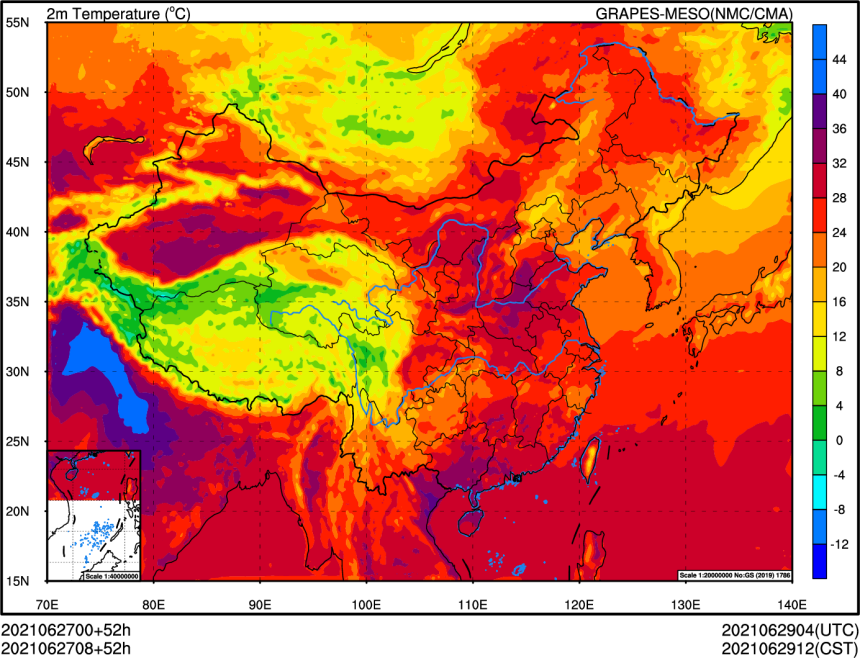 2m Temperature (°C) GRAPES-MESO(NMC/CMA)
55N
50N
45N
40N
35N
30N
25N
20N
15N
70E 80E 90E 100E 110E 120E 130E 140E
44
40
36
32
28
24
20
16
12
8
4
0
-4
-8
-12
Scale 1:40000000
Scale 1:20000000 No:GS (2019) 1786
2021062700+52h 2021062904(UTC)
2021062708+52h 2021062912(CST)